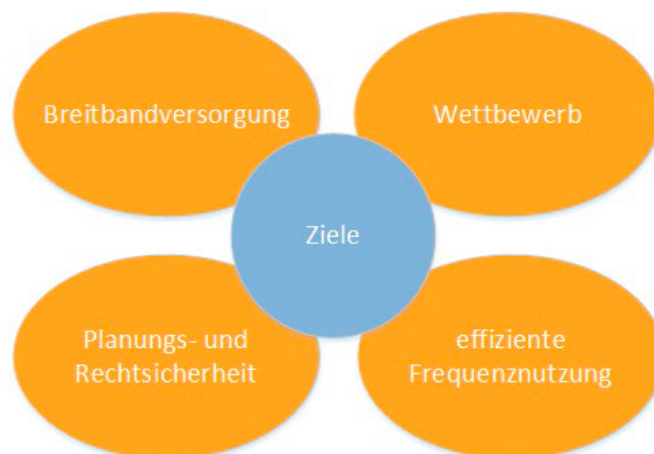 Breitbandversorgung
Wettbewerb
Ziele
Planungs- und
Rechtsicherheit
effiziente
Frequenznutzung